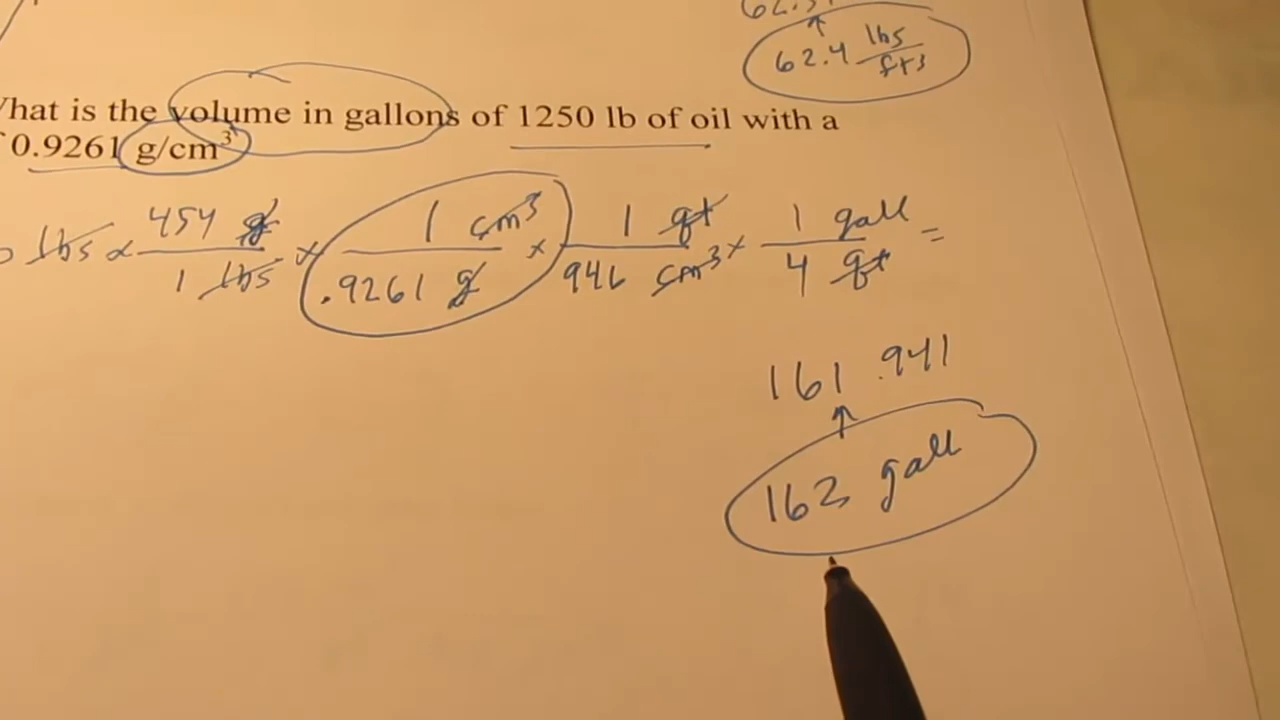 62.4 lbs/ft3
What is the volume in gallons of 1250 lb of oil with a
0.9261 g/cm³
lbs x 454 g/1 lbs x 1 cm3/.9261 g x 1 qt/946 cm3 x 1 gall/4 qt =
161.941
162 gall